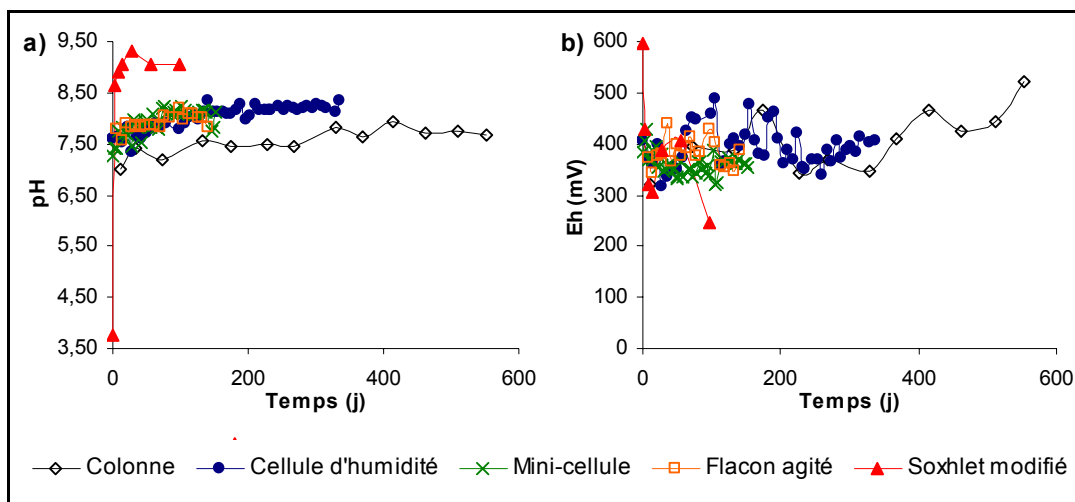 a)
9,50
8,50
7,50
6,50
5,50
4,50
3,50
pH
0
200
400
600
Temps (j)
b)
600
500
400
300
200
100
0
Eh (mV)
0
200
400
600
Temps (j)
Colonne
Cellule d'humidité
Mini-cellule
Flacon agité
Soxhlet modifié